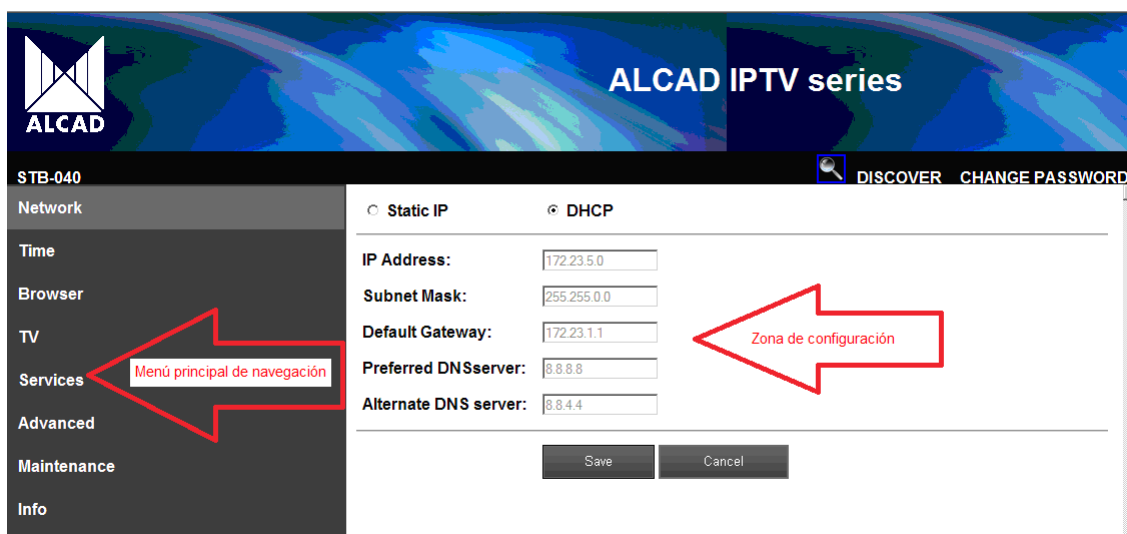 ALCAD IPTV series
ALCAD
STB-040
DISCOVER CHANGE PASSWORD
Network
Time
Browser
TV
Services
Advanced
Maintenance
Info
Menú principal de navegación
Static IP DHCP
IP Address: 172.23.5.0
Subnet Mask: 255.255.0.0
Default Gateway: 172.23.1.1
Preferred DNSserver: 8.8.8.8
Alternate DNS server: 8.8.4.4
Zona de configuración
Save Cancel